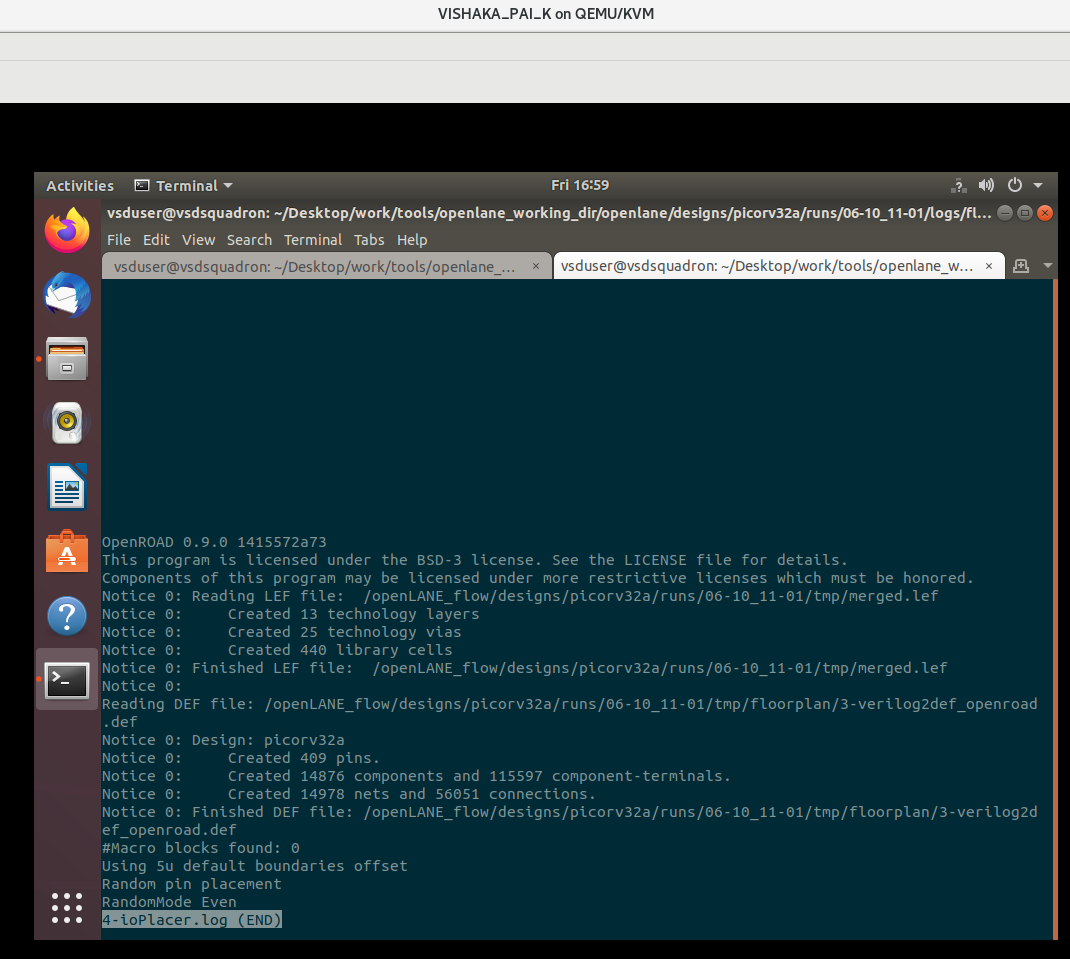 VISHAKA_PAI_K on QEMU/KVM
Activities Terminal Fri 16:59
vsduser@vsdsquadron: ~/Desktop/work/tools/openlane_working_dir/openlane/designs/picorv32a/runs/06-10_11-01/logs/fl...
File Edit View Search Terminal Tabs Help
vsduser@vsdsquadron: ~/Desktop/work/tools/openlane_... × vsduser@vsdsquadron: ~/Desktop/work/tools/openlane_w... ×
OpenROAD 0.9.0 1415572a73
This program is licensed under the BSD-3 license. See the LICENSE file for details.
Components of this program may be licensed under more restrictive licenses which must be honored.
Notice 0: Reading LEF file:  /openLANE_flow/designs/picorv32a/runs/06-10_11-01/tmp/merged.lef
Notice 0:     Created 13 technology layers
Notice 0:     Created 25 technology vias
Notice 0:     Created 440 library cells
Notice 0: Finished LEF file:  /openLANE_flow/designs/picorv32a/runs/06-10_11-01/tmp/merged.lef
Notice 0:
Reading DEF file: /openLANE_flow/designs/picorv32a/runs/06-10_11-01/tmp/floorplan/3-verilog2def_openroad
.def
Notice 0: Design: picorv32a
Notice 0:     Created 409 pins.
Notice 0:     Created 14876 components and 115597 component-terminals.
Notice 0:     Created 14978 nets and 56051 connections.
Notice 0: Finished DEF file: /openLANE_flow/designs/picorv32a/runs/06-10_11-01/tmp/floorplan/3-verilog2d
ef_openroad.def
#Macro blocks found: 0
Using 5u default boundaries offset
Random pin placement
RandomMode Even
4-ioPlacer.log (END)